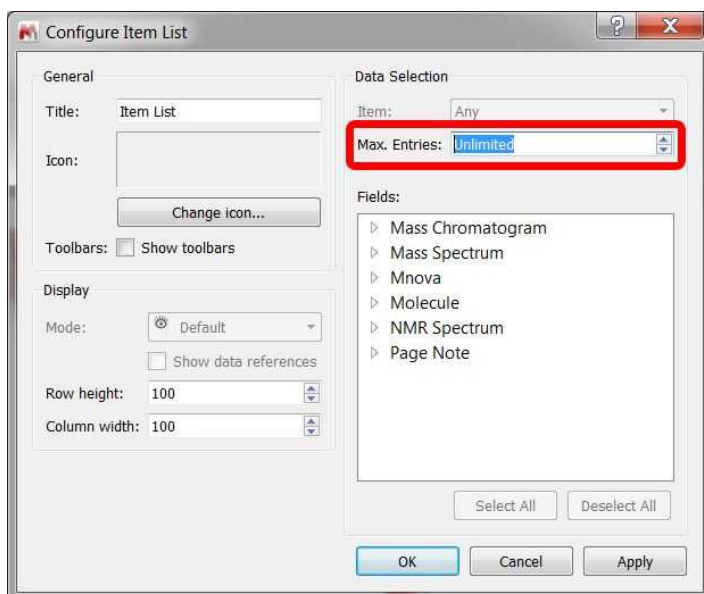 Configure Item List
General
Title: Item List
Icon:
Change icon...
Toolbars: Show toolbars
Display
Mode: Default
Show data references
Row height: 100
Column width: 100
Data Selection
Item: Any
Max. Entries: Unlimited
Fields:
Mass Chromatogram
Mass Spectrum
Mnova
Molecule
NMR Spectrum
Page Note
Select All Deselect All
OK Cancel Apply